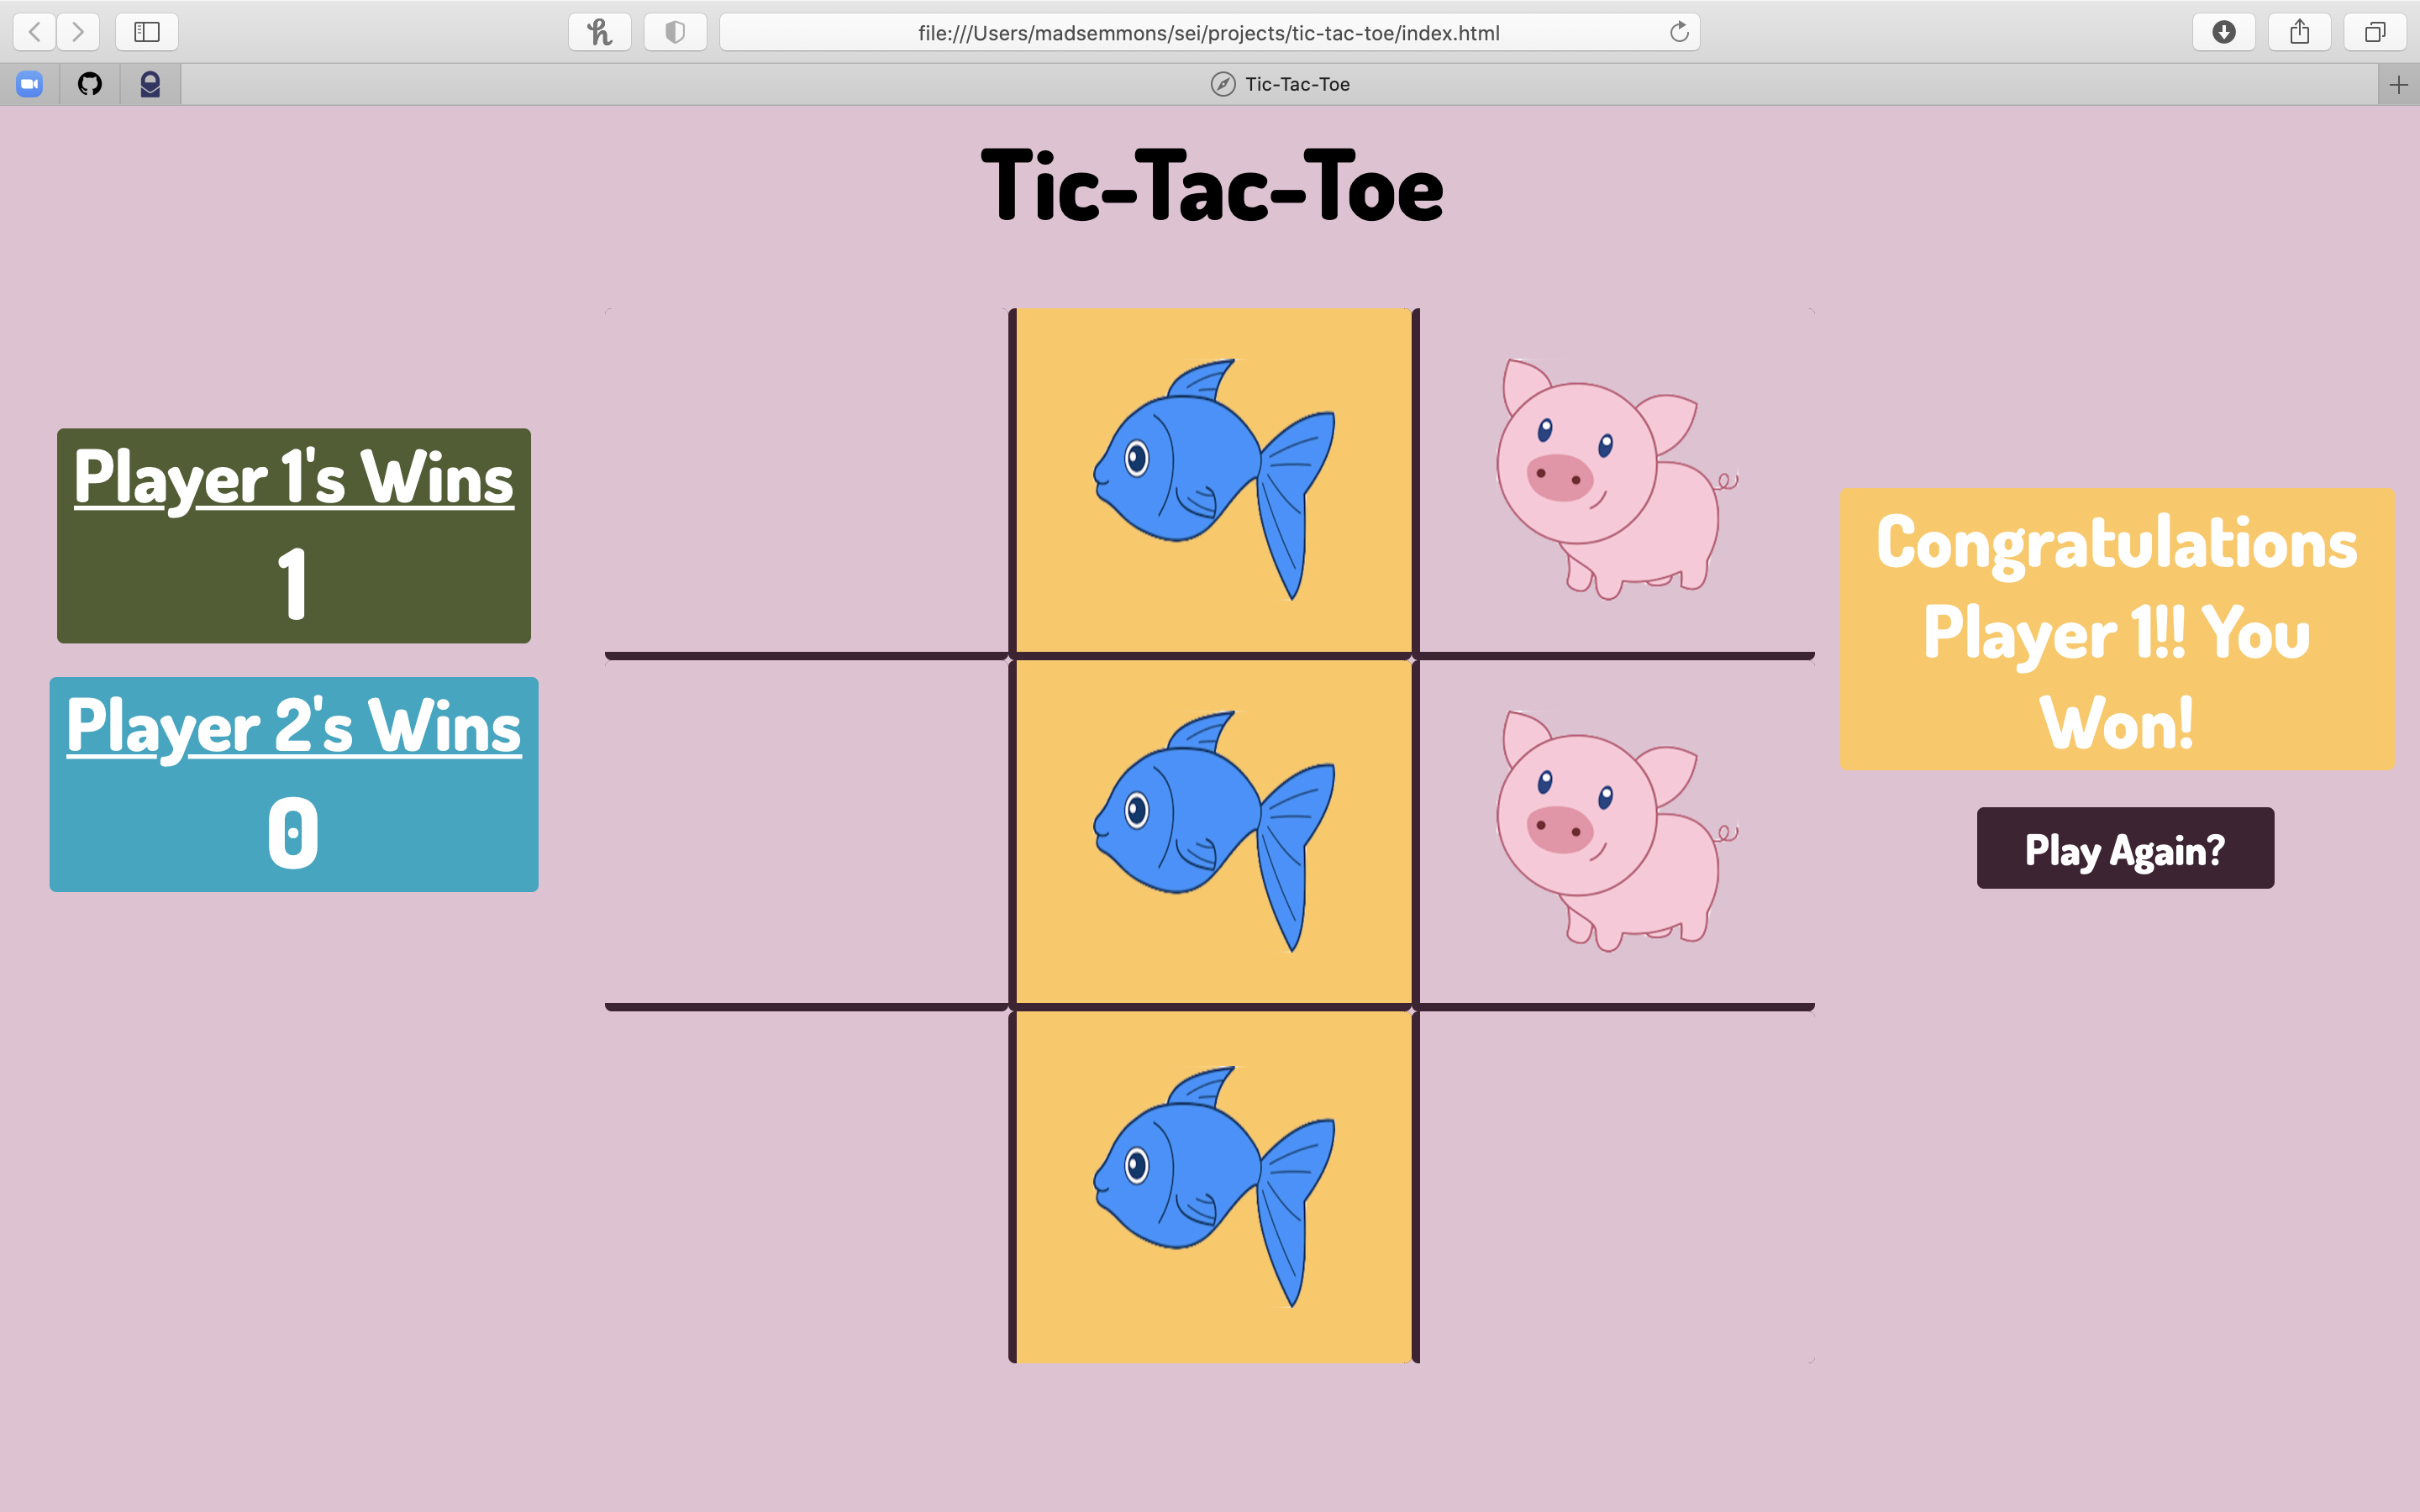 file:///Users/madsemmons/sei/projects/tic-tac-toe/index.html
Tic-Tac-Toe
Tic-Tac-Toe
Player 1's Wins
1
Player 2's Wins
0
Congratulations
Player 1!! You
Won!
Play Again?